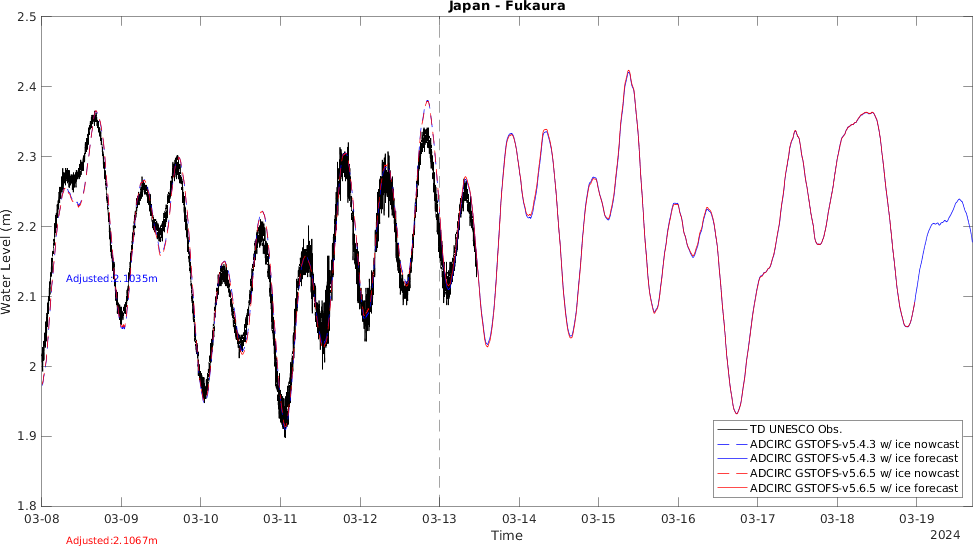 Japan - Fukaura
2.5
2.4
2.3
2.2
2.1
2
1.9
1.8
Water Level (m)
Adjusted:2.1035m
TD UNESCO Obs.
ADCIRC GSTOFS-v5.4.3 w/ ice nowcast
ADCIRC GSTOFS-v5.4.3 w/ ice forecast
ADCIRC GSTOFS-v5.6.5 w/ ice nowcast
ADCIRC GSTOFS-v5.6.5 w/ ice forecast
03-08 03-09 03-10 03-11 03-12 03-13 03-14 03-15 03-16 03-17 03-18 03-19
Time
2024
Adjusted:2.1067m